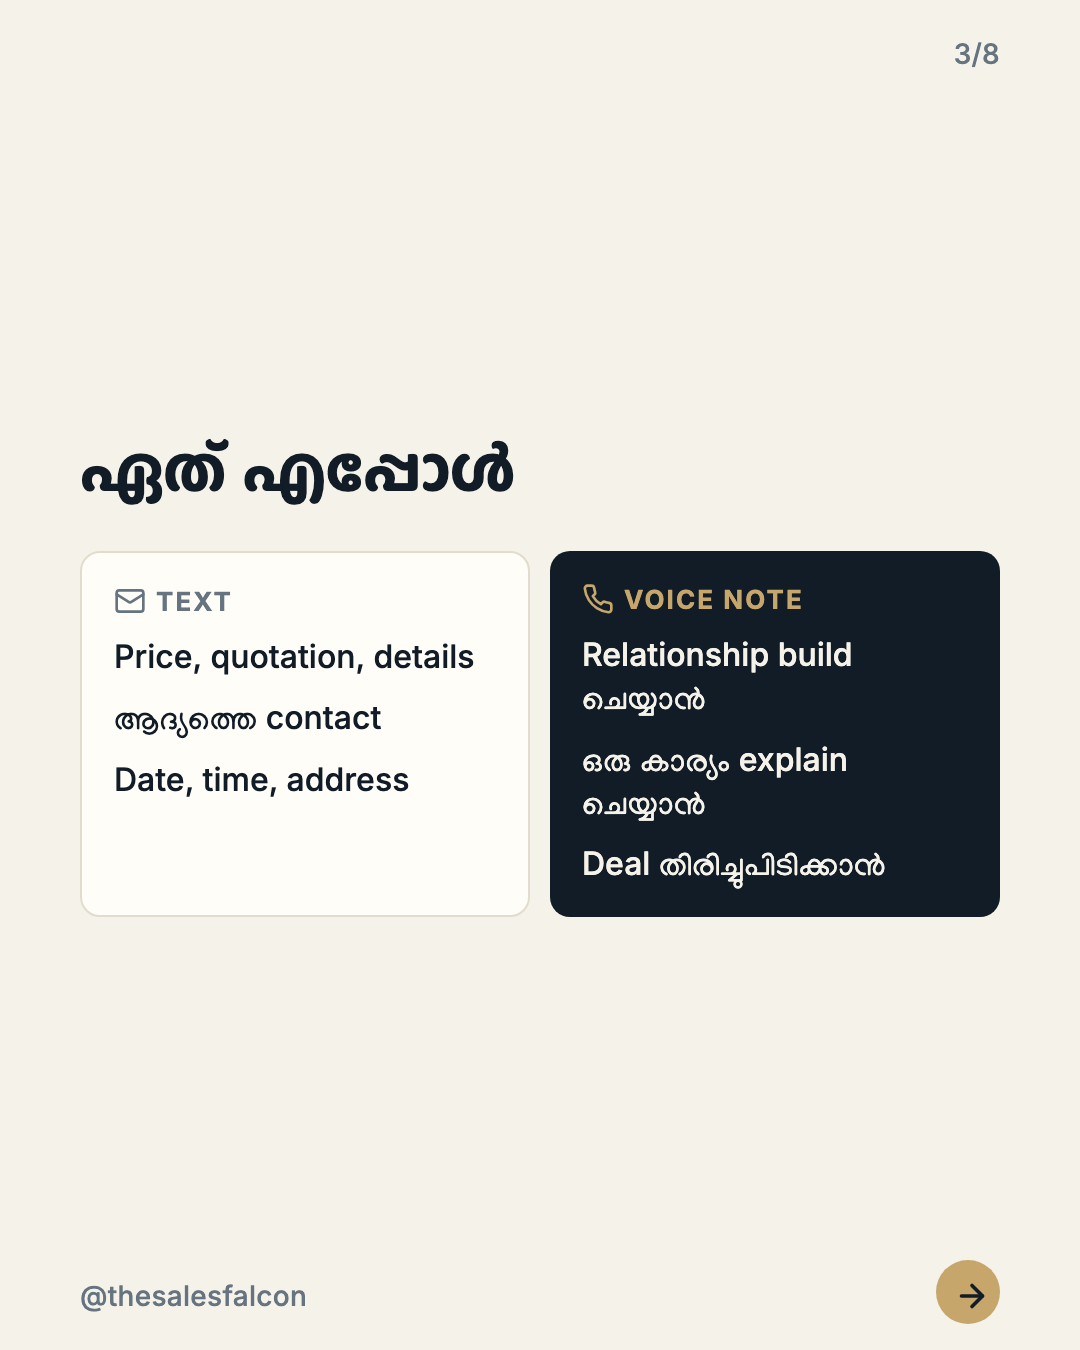 3/8
ഏത് എപ്പോൾ
TEXT
Price, quotation, details
ആദ്യത്തെ contact
Date, time, address
VOICE NOTE
Relationship build
ചെയ്യാൻ
ഒരു കാര്യം explain
ചെയ്യാൻ
Deal തിരിച്ചുപിടിക്കാൻ
@thesalesfalcon